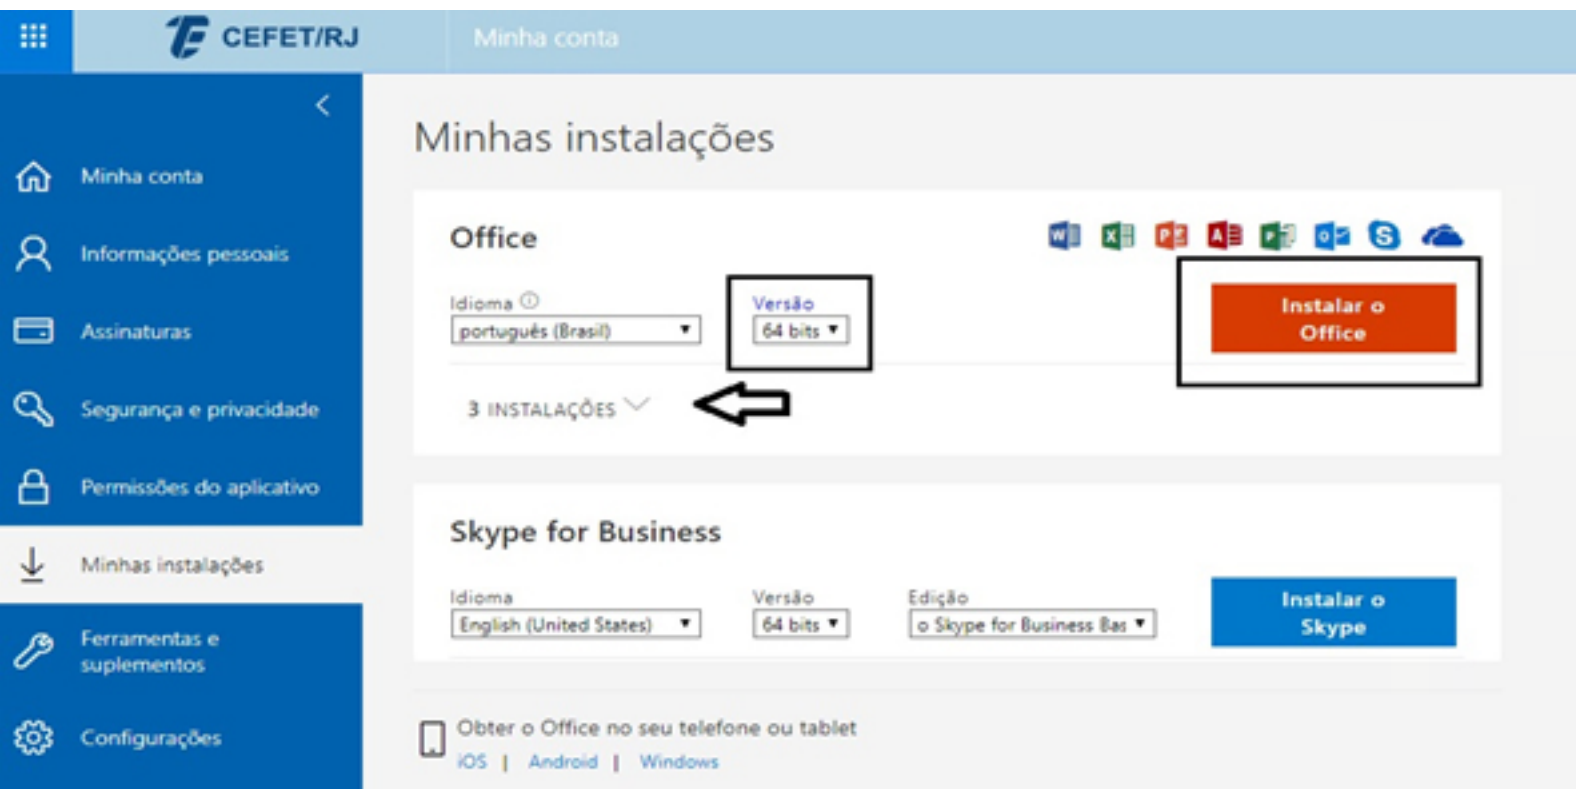 CEFET/RJ
Minha conta
Minha conta
Informações pessoais
Assinaturas
Segurança e privacidade
Permissões do aplicativo
Minhas instalações
Ferramentas e
suplementos
Configurações
Minhas instalações
Office
Idioma
Versão
português (Brasil)
64 bits
Instalar o
Office
3 INSTALAÇÕES
Skype for Business
Idioma
Versão
Edição
English (United States)
64 bits
o Skype for Business Bas
Instalar o
Skype
Obter o Office no seu telefone ou tablet
iOS | Android | Windows